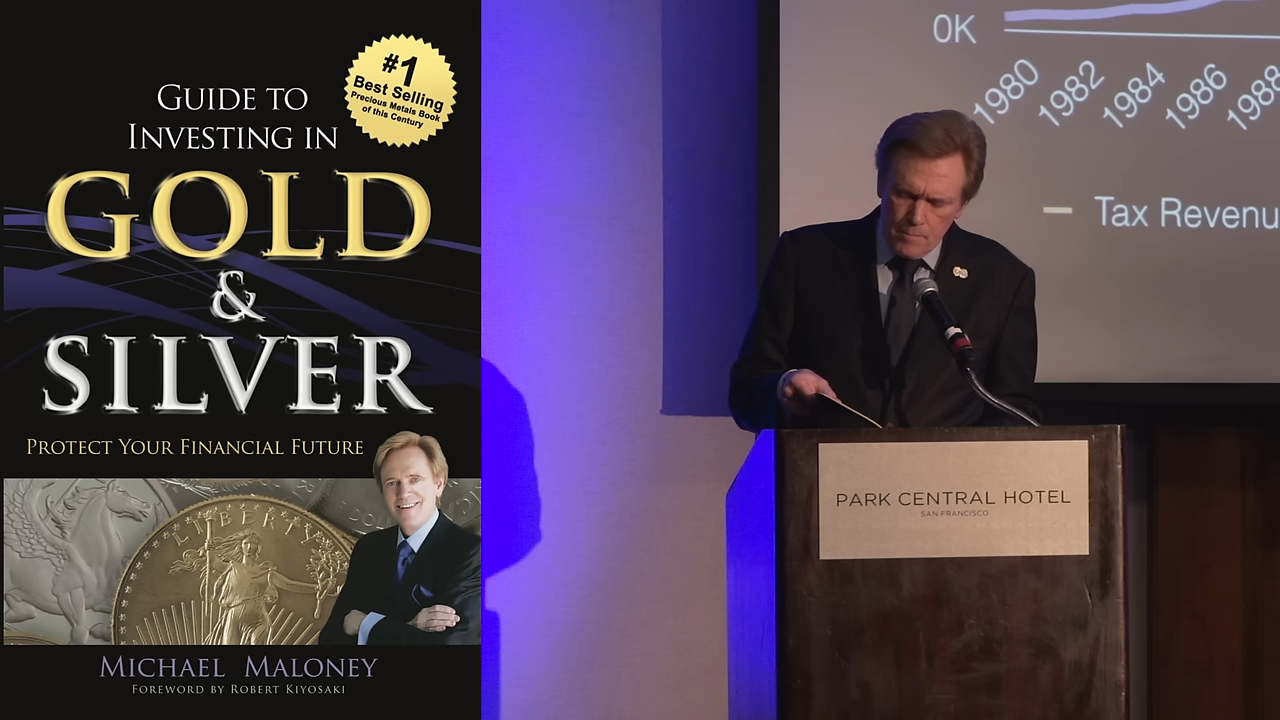 #1
Best Selling
Precious Metals Book
of this Century
GUIDE TO
INVESTING IN
GOLD
&
SILVER
PROTECT YOUR FINANCIAL FUTURE
LIBERTY
MICHAEL MALONEY
FOREWORD BY ROBERT KIYOSAKI
0K
1980
1982
1984
1986
1988
Tax Revenu
PARK CENTRAL HOTEL
SAN FRANCISCO